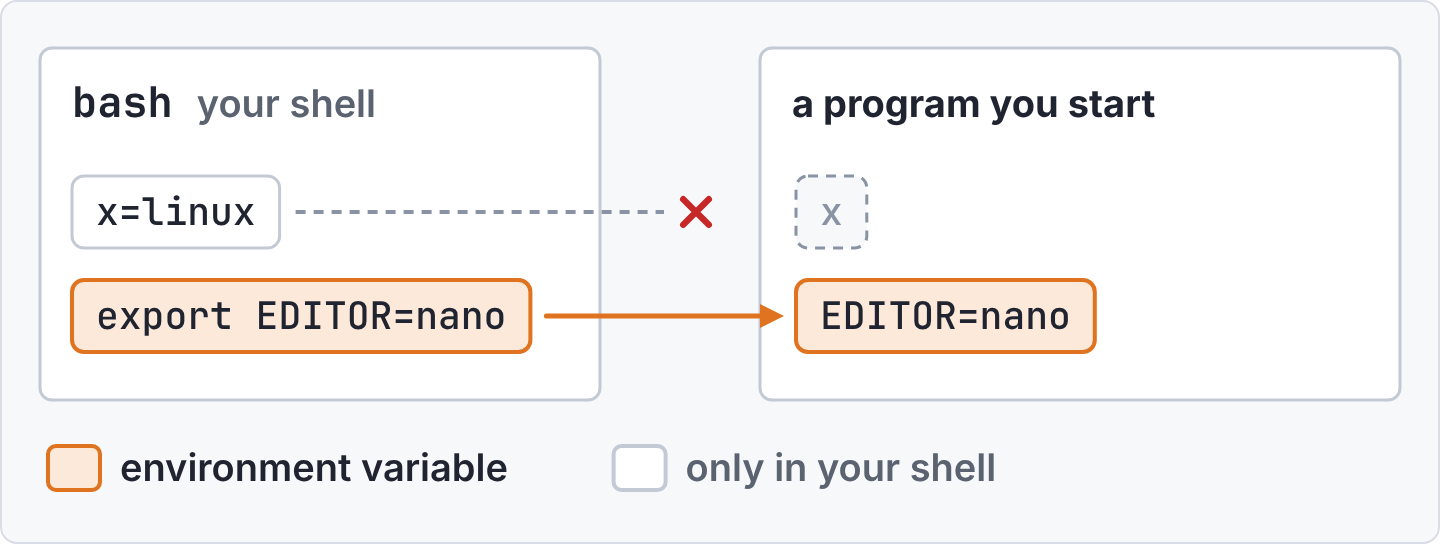 bash your shell
a program you start
x=linux
x
export EDITOR=nano
EDITOR=nano
environment variable
only in your shell